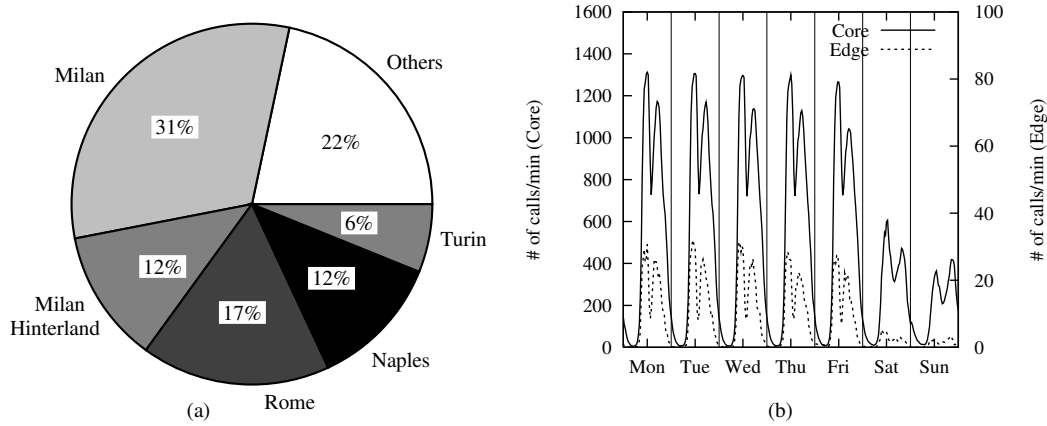 Milan
Others
31%
22%
6%
Turin
12%
12%
Milan
Hinterland
17%
Naples
Rome
(a)
1600
1400
1200
1000
800
600
400
200
0
# of calls/min (Core)
Core
Edge
100
80
60
40
20
0
# of calls/min (Edge)
Mon Tue Wed Thu Fri Sat Sun
(b)